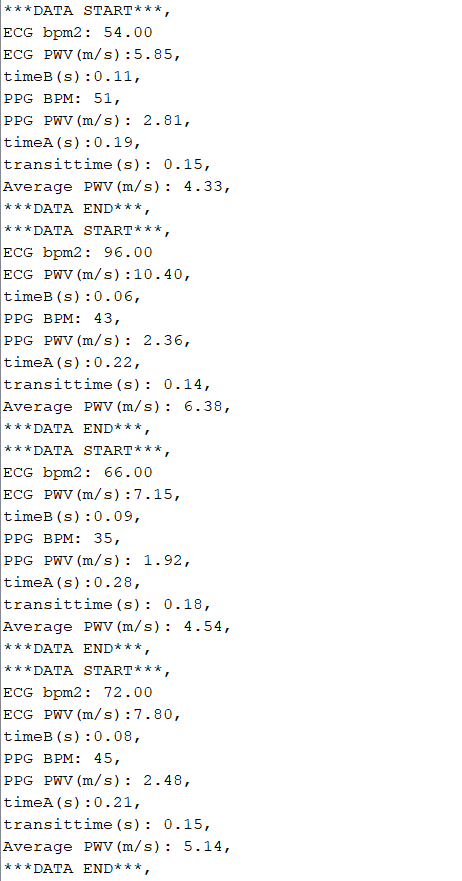 ***DATA START***,
ECG bpm2: 54.00
ECG PWV(m/s):5.85,
timeB(s):0.11,
PPG BPM: 51,
PPG PWV(m/s): 2.81,
timeA(s):0.19,
transittime(s): 0.15,
Average PWV(m/s): 4.33,
***DATA END***,
***DATA START***,
ECG bpm2: 96.00
ECG PWV(m/s):10.40,
timeB(s):0.06,
PPG BPM: 43,
PPG PWV(m/s): 2.36,
timeA(s):0.22,
transittime(s): 0.14,
Average PWV(m/s): 6.38,
***DATA END***,
***DATA START***,
ECG bpm2: 66.00
ECG PWV(m/s):7.15,
timeB(s):0.09,
PPG BPM: 35,
PPG PWV(m/s): 1.92,
timeA(s):0.28,
transittime(s): 0.18,
Average PWV(m/s): 4.54,
***DATA END***,
***DATA START***,
ECG bpm2: 72.00
ECG PWV(m/s):7.80,
timeB(s):0.08,
PPG BPM: 45,
PPG PWV(m/s): 2.48,
timeA(s):0.21,
transittime(s): 0.15,
Average PWV(m/s): 5.14,
***DATA END***,